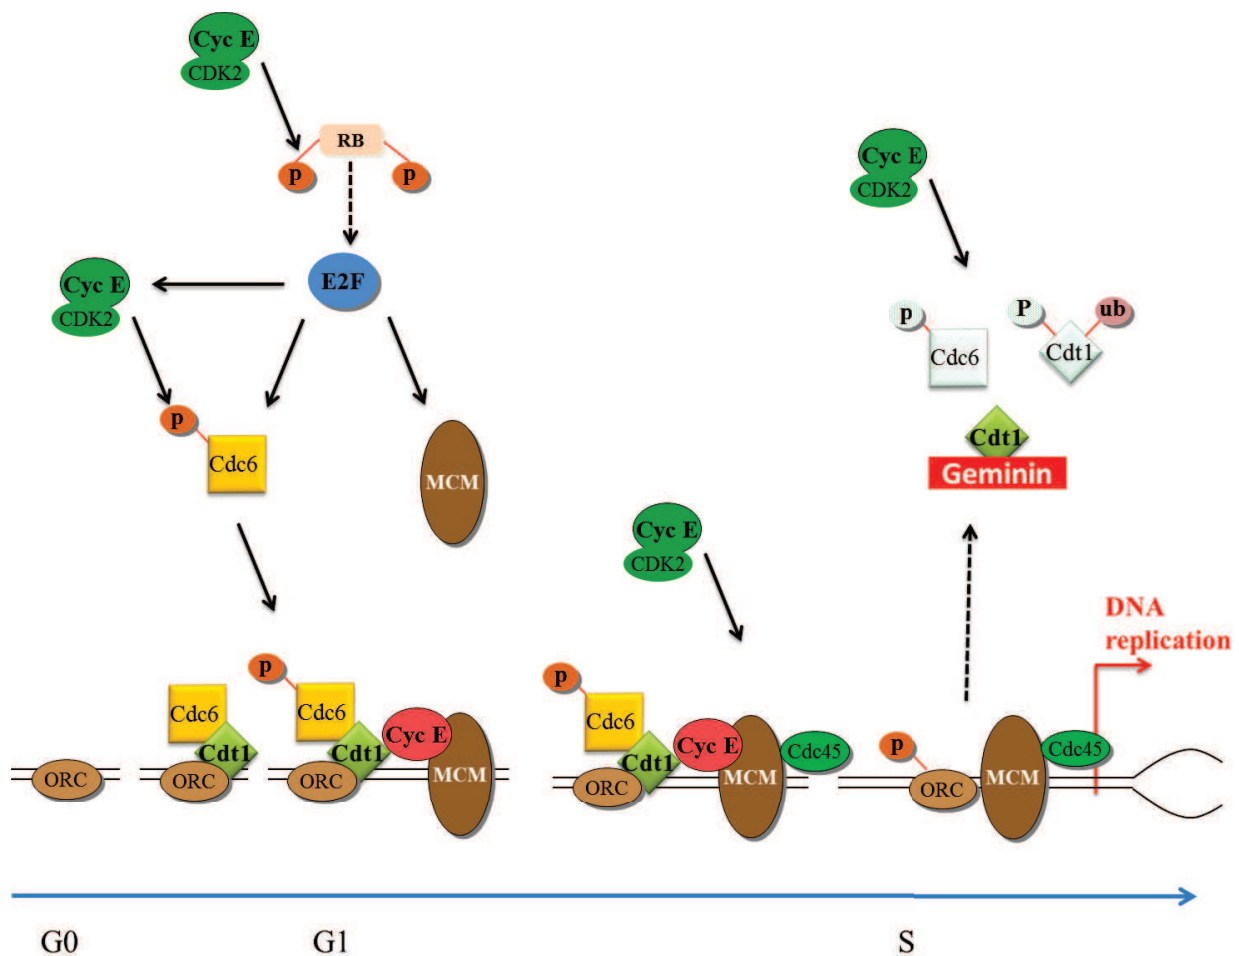 Cyc E
CDK2
RB
p
p
E2F
Cyc E
CDK2
p
Cdc6
MCM
Cyc E
CDK2
p
P
ub
Cdc6
Cdt1
Cdt1
Geminin
Cyc E
CDK2
DNA
replication
ORC
Cdc6
Cdt1
ORC
p
Cdc6
Cdt1
Cyc E
ORC
MCM
p
Cdc6
Cdt1
Cyc E
ORC
MCM
Cdc45
p
ORC
MCM
Cdc45
G0
G1
S